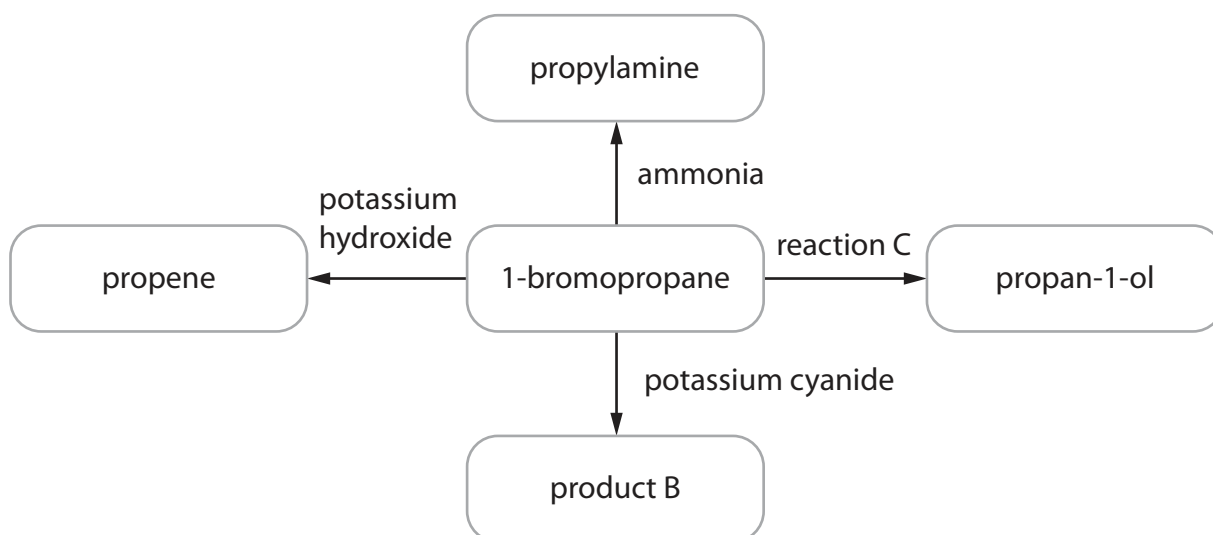 propylamine
ammonia
potassium
hydroxide
reaction C
propene
1-bromopropane
propan-1-ol
potassium cyanide
product B